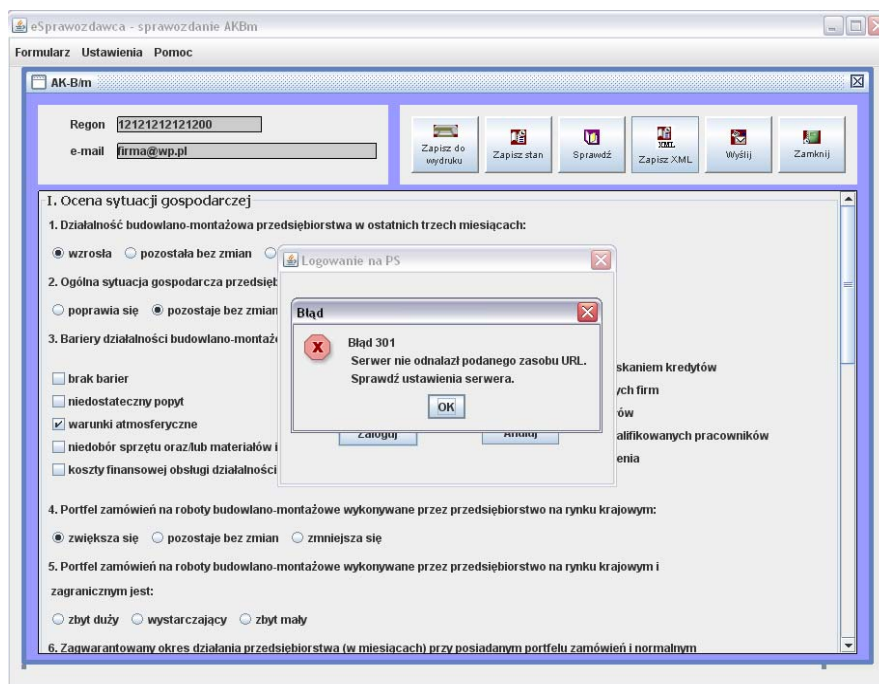 eSprawozdawca - sprawozdanie AKBm
Formularz Ustawienia Pomoc
AK-B/m
Regon 12121212121200
e-mail firma@wp.pl
Zapisz do wydruku
Zapisz stan
Sprawdź
XML
Zapisz XML
Wyślij
Zamknij
I. Ocena sytuacji gospodarczej
1. Działalność budowlano-montażowa przedsiębiorstwa w ostatnich trzech miesiącach:
wzrosła pozostała bez zmian
Logowanie na PS
2. Ogólna sytuacja gospodarcza
poprawia się pozostaje bez zmian
Błąd
Błąd 301
Serwer nie odnalazł podanego zasobu URL.
Sprawdź ustawienia serwera.
OK
Zaloguj Anuluj
3. Bariery działalności
brak barier
niedostateczny popyt
warunki atmosferyczne
niedobór sprzętu oraz/lub materiałów i
koszty finansowej obsługi działalności
skaniem kredytów
ych firm
ów
alifikowanych pracowników
enia
4. Portfel zamówień na roboty budowlano-montażowe wykonywane przez przedsiębiorstwo na rynku krajowym:
zwiększa się pozostaje bez zmian zmniejsza się
5. Portfel zamówień na roboty budowlano-montażowe wykonywane przez przedsiębiorstwo na rynku krajowym i
zagranicznym jest:
zbyt duży wystarczający zbyt mały
6. Zagwarantowany okres działania przedsiębiorstwa (w miesiącach) przy posiadanym portfelu zamówień i normalnym